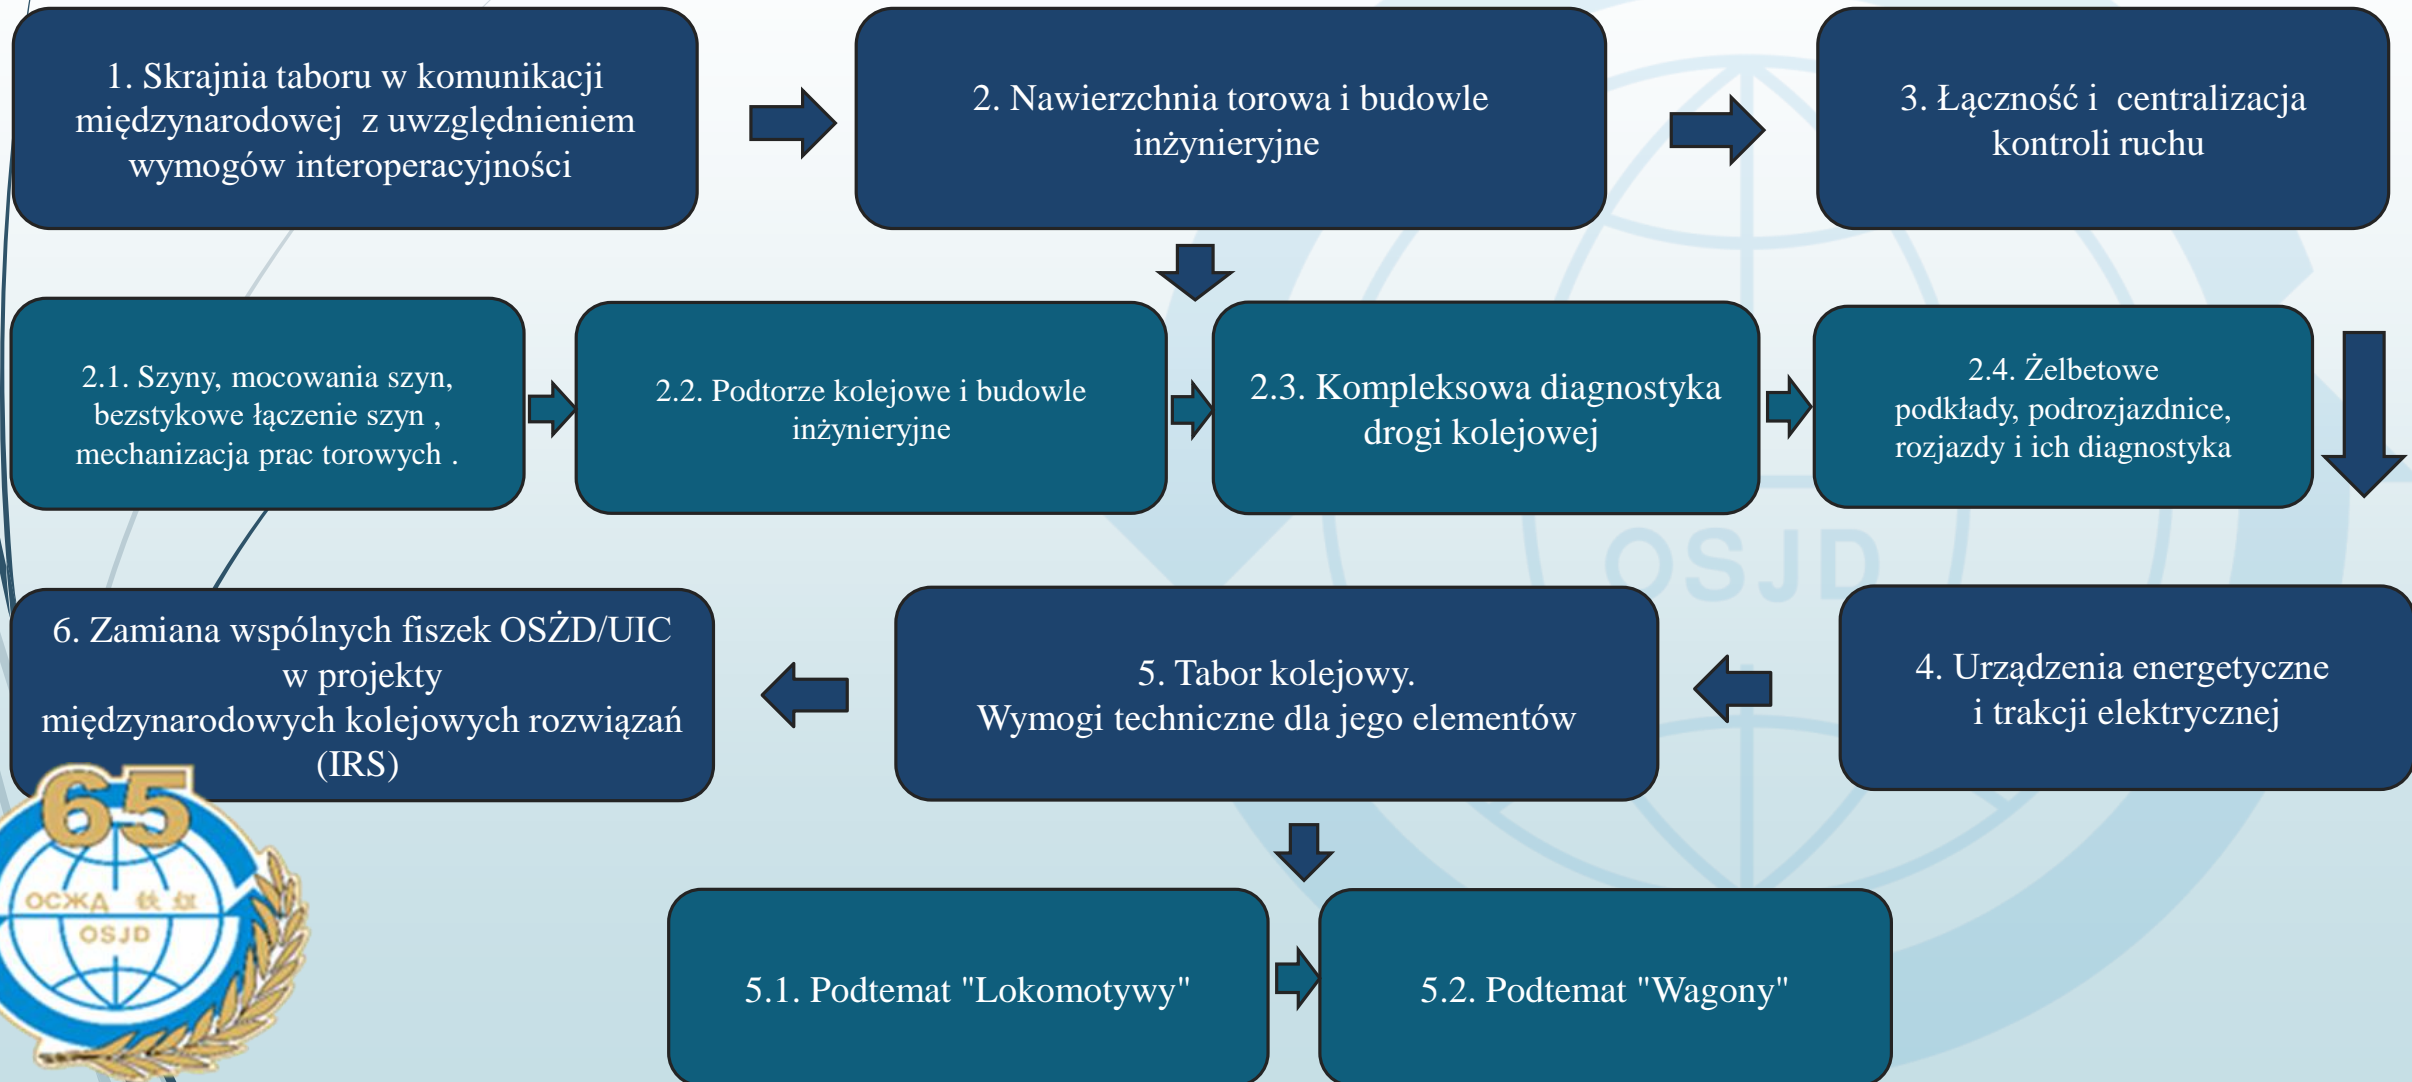 1. Skrajnia taboru w komunikacji
międzynarodowej z uwzględnieniem
wymogów interoperacyjności
2. Nawierzchnia torowa i budowle
inżynieryjne
3. Łączność i centralizacja
kontroli ruchu
2.1. Szyny, mocowania szyn,
bezstykowe łączenie szyn ,
mechanizacja prac torowych .
2.2. Podtorze kolejowe i budowle
inżynieryjne
2.3. Kompleksowa diagnostyka
drogi kolejowej
2.4. Żelbetowe
podkłady, podrozjazdnice,
rozjazdy i ich diagnostyka
OSJD
6. Zamiana wspólnych fiszek OSŻD/UIC
w projekty
międzynarodowych kolejowych rozwiązań
(IRS)
5. Tabor kolejowy.
Wymogi techniczne dla jego elementów
4. Urządzenia energetyczne
i trakcji elektrycznej
65
ОСЖД
OSJD
5.1. Podtemat "Lokomotywy"
5.2. Podtemat "Wagony"